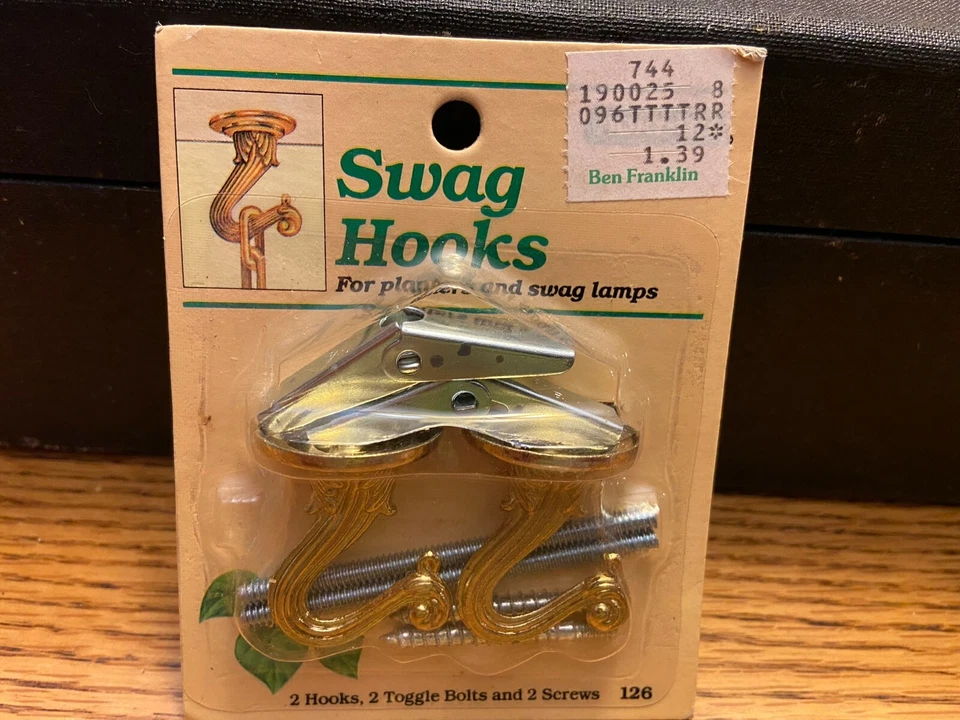 744
190025 8
096TTTTRR
12*
1.39
Ben Franklin
Swag
Hooks
For planters and swag lamps
2 Hooks, 2 Toggle Bolts and 2 Screws 126